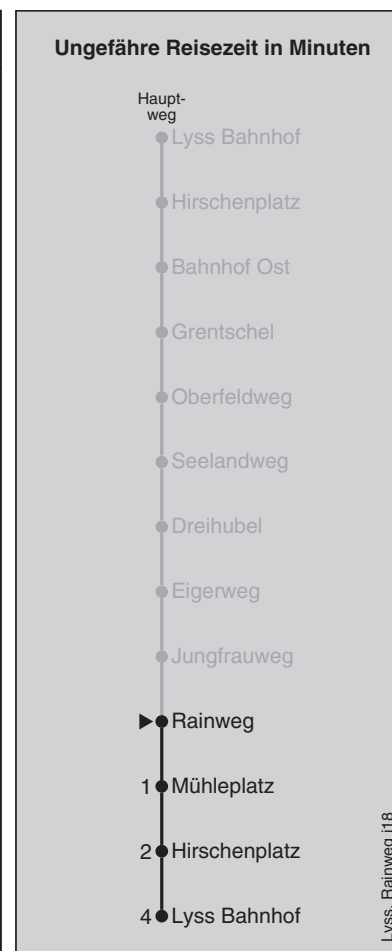 Ungefähre Reisezeit in Minuten
Haupt-
weg
Lyss Bahnhof
Hirschenplatz
Bahnhof Ost
Grentschel
Oberfeldweg
Seelandweg
Dreihubel
Eigerweg
Jungfrauweg
Rainweg
1 Mühleplatz
2 Hirschenplatz
4 Lyss Bahnhof
Lyss, Rainweg j18